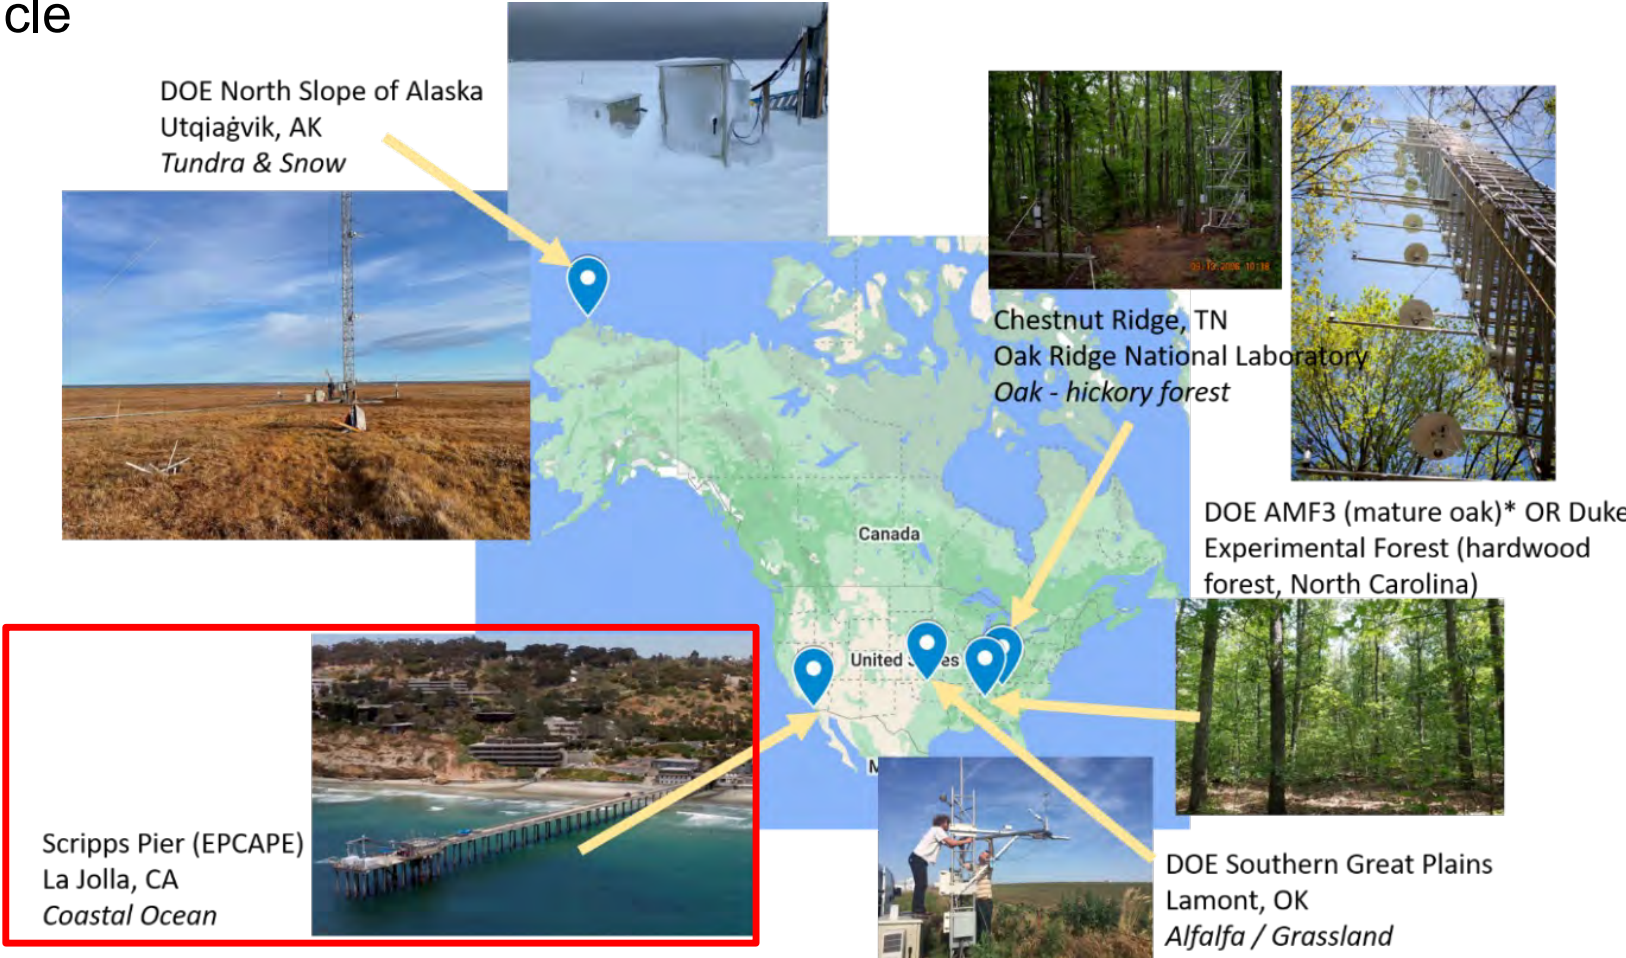 cle
DOE North Slope of Alaska
Utqiaġvik, AK
Tundra & Snow
Chestnut Ridge, TN
Oak Ridge National Laboratory
Oak - hickory forest
DOE AMF3 (mature oak)* OR Duke
Experimental Forest (hardwood
forest, North Carolina)
Canada
United es
M
Scripps Pier (EPCAPE)
La Jolla, CA
Coastal Ocean
DOE Southern Great Plains
Lamont, OK
Alfalfa / Grassland